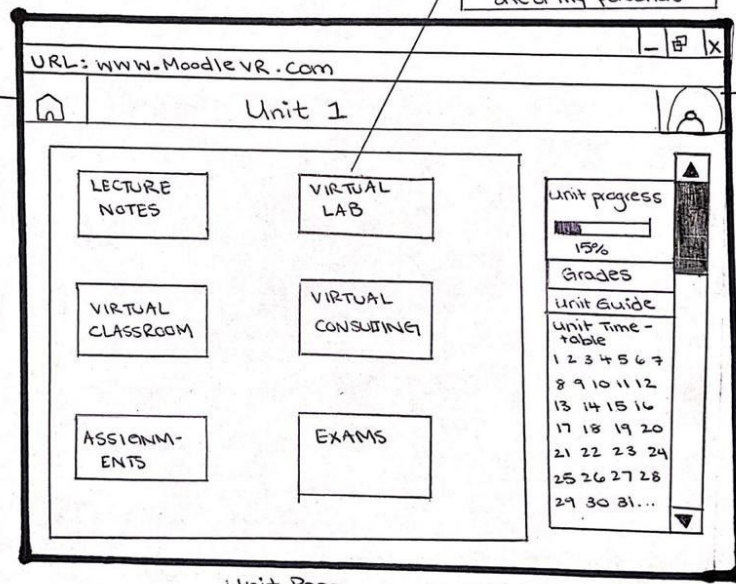 URL: www.MoodleVR.com
Unit 1
LECTURE
NOTES
VIRTUAL
LAB
VIRTUAL
CLASSROOM
VIRTUAL
CONSULTING
ASSIGNM-
ENTS
EXAMS
Unit progress
15%
Grades
Unit Guide
Unit Time-
table
1 2 3 4 5 6 7
8 9 10 11 12
13 14 15 16
17 18 19 20
21 22 23 24
25 26 27 28
29 30 31...